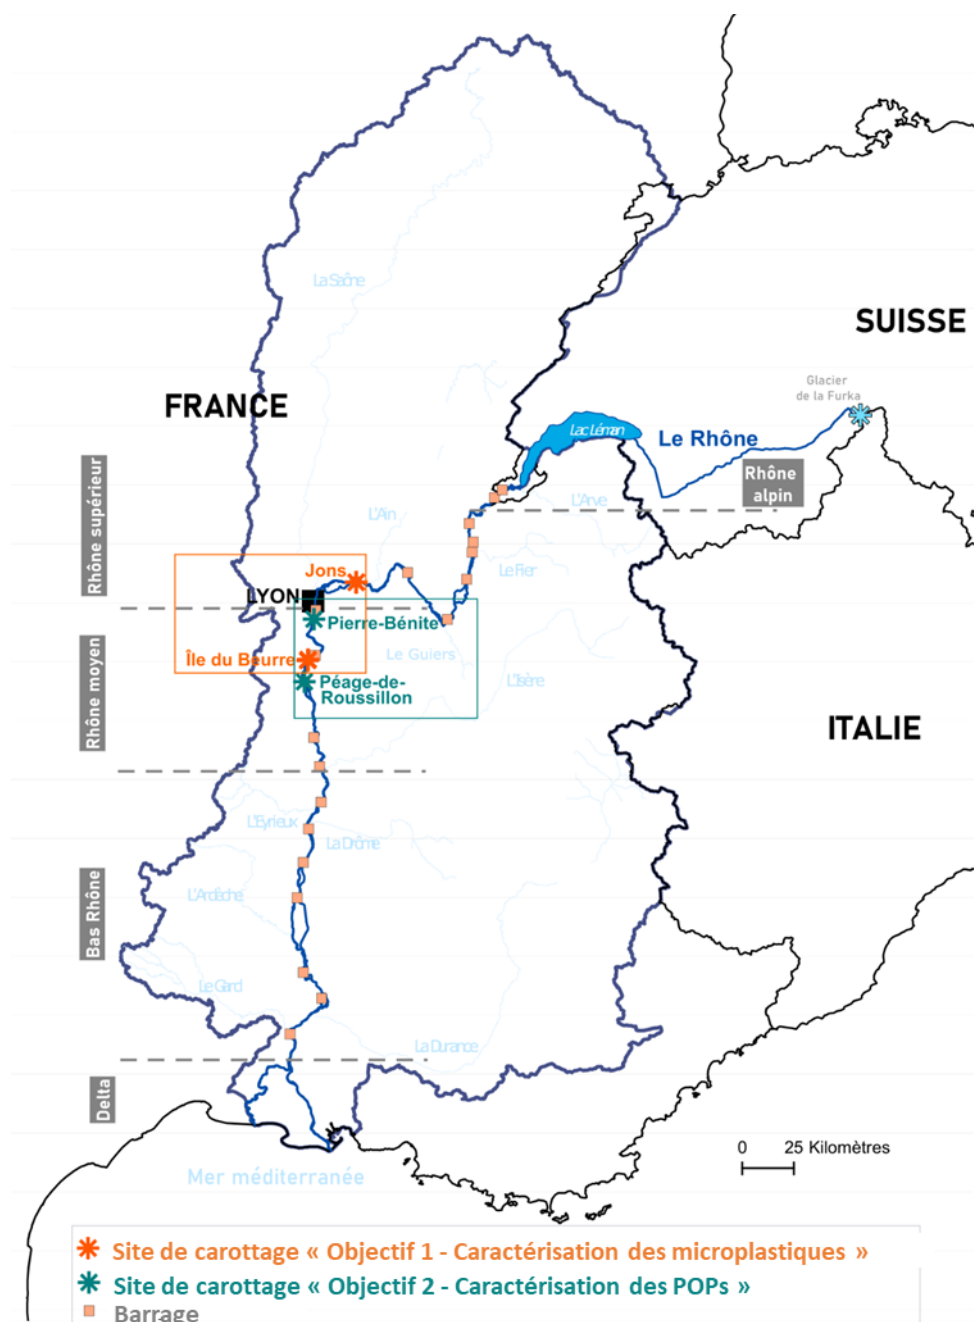 La Saône
SUISSE
Glacier
de la Furka
FRANCE
Lac Léman
Le Rhône
Rhône
alpin
Rhône supérieur
L'Arve
L'Ain
Le Fier
Jons
LYON
Pierre-Bénite
Le Guiers
Île du Beurre
L'Isère
Péage-de-
Roussillon
Rhône moyen
ITALIE
L'Eyrieux
La Drôme
L'Ardèche
Bas Rhône
Le Gard
La Durance
Delta
0 25 Kilomètres
Mer méditerranée
Site de carottage « Objectif 1 - Caractérisation des microplastiques »
Site de carottage « Objectif 2 - Caractérisation des POPs »
Barrage